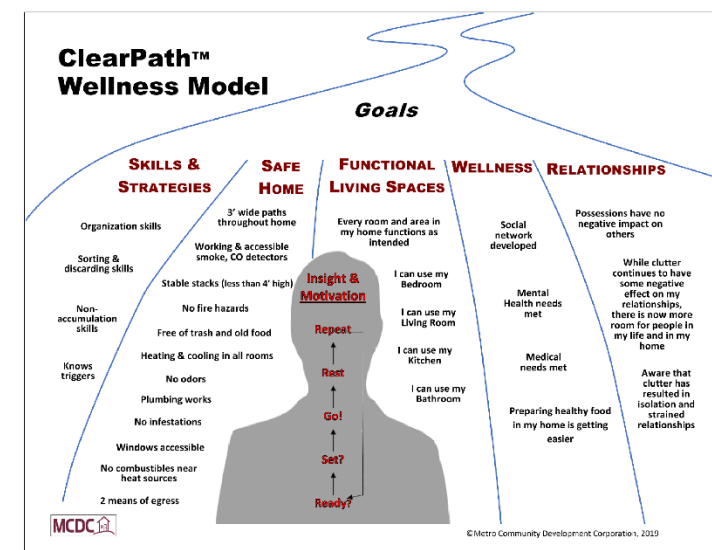 ClearPath™
Wellness Model
Goals
SKILLS &
STRATEGIES
Organization skills
Sorting &
discarding skills
Non-
accumulation
skills
Knows
triggers
SAFE
HOME
3' wide paths
throughout home
Working & accessible
smoke, CO detectors
Stable stacks (less than 4' high)
No fire hazards
Free of trash and old food
Heating & cooling in all rooms
No odors
Plumbing works
No infestations
Windows accessible
No combustibles near
heat sources
2 means of egress
FUNCTIONAL
LIVING SPACES
Every room and area in
my home functions as
intended
I can use my
Bedroom
I can use my
Living Room
I can use my
Kitchen
I can use my
Bathroom
Insight &
Motivation
Repeat
Rest
Go!
Set?
Ready?
WELLNESS
Social
network
developed
Mental
Health needs
met
Medical
needs met
Preparing healthy food
in my home is getting
easier
RELATIONSHIPS
Possessions have no
negative impact on
others
While clutter
continues to have
some negative
effect on my
relationships,
there is now more
room for people in
my life and in my
home
Aware that
clutter has
resulted in
isolation and
strained
relationships
MCDC
©Metro Community Development Corporation, 2019